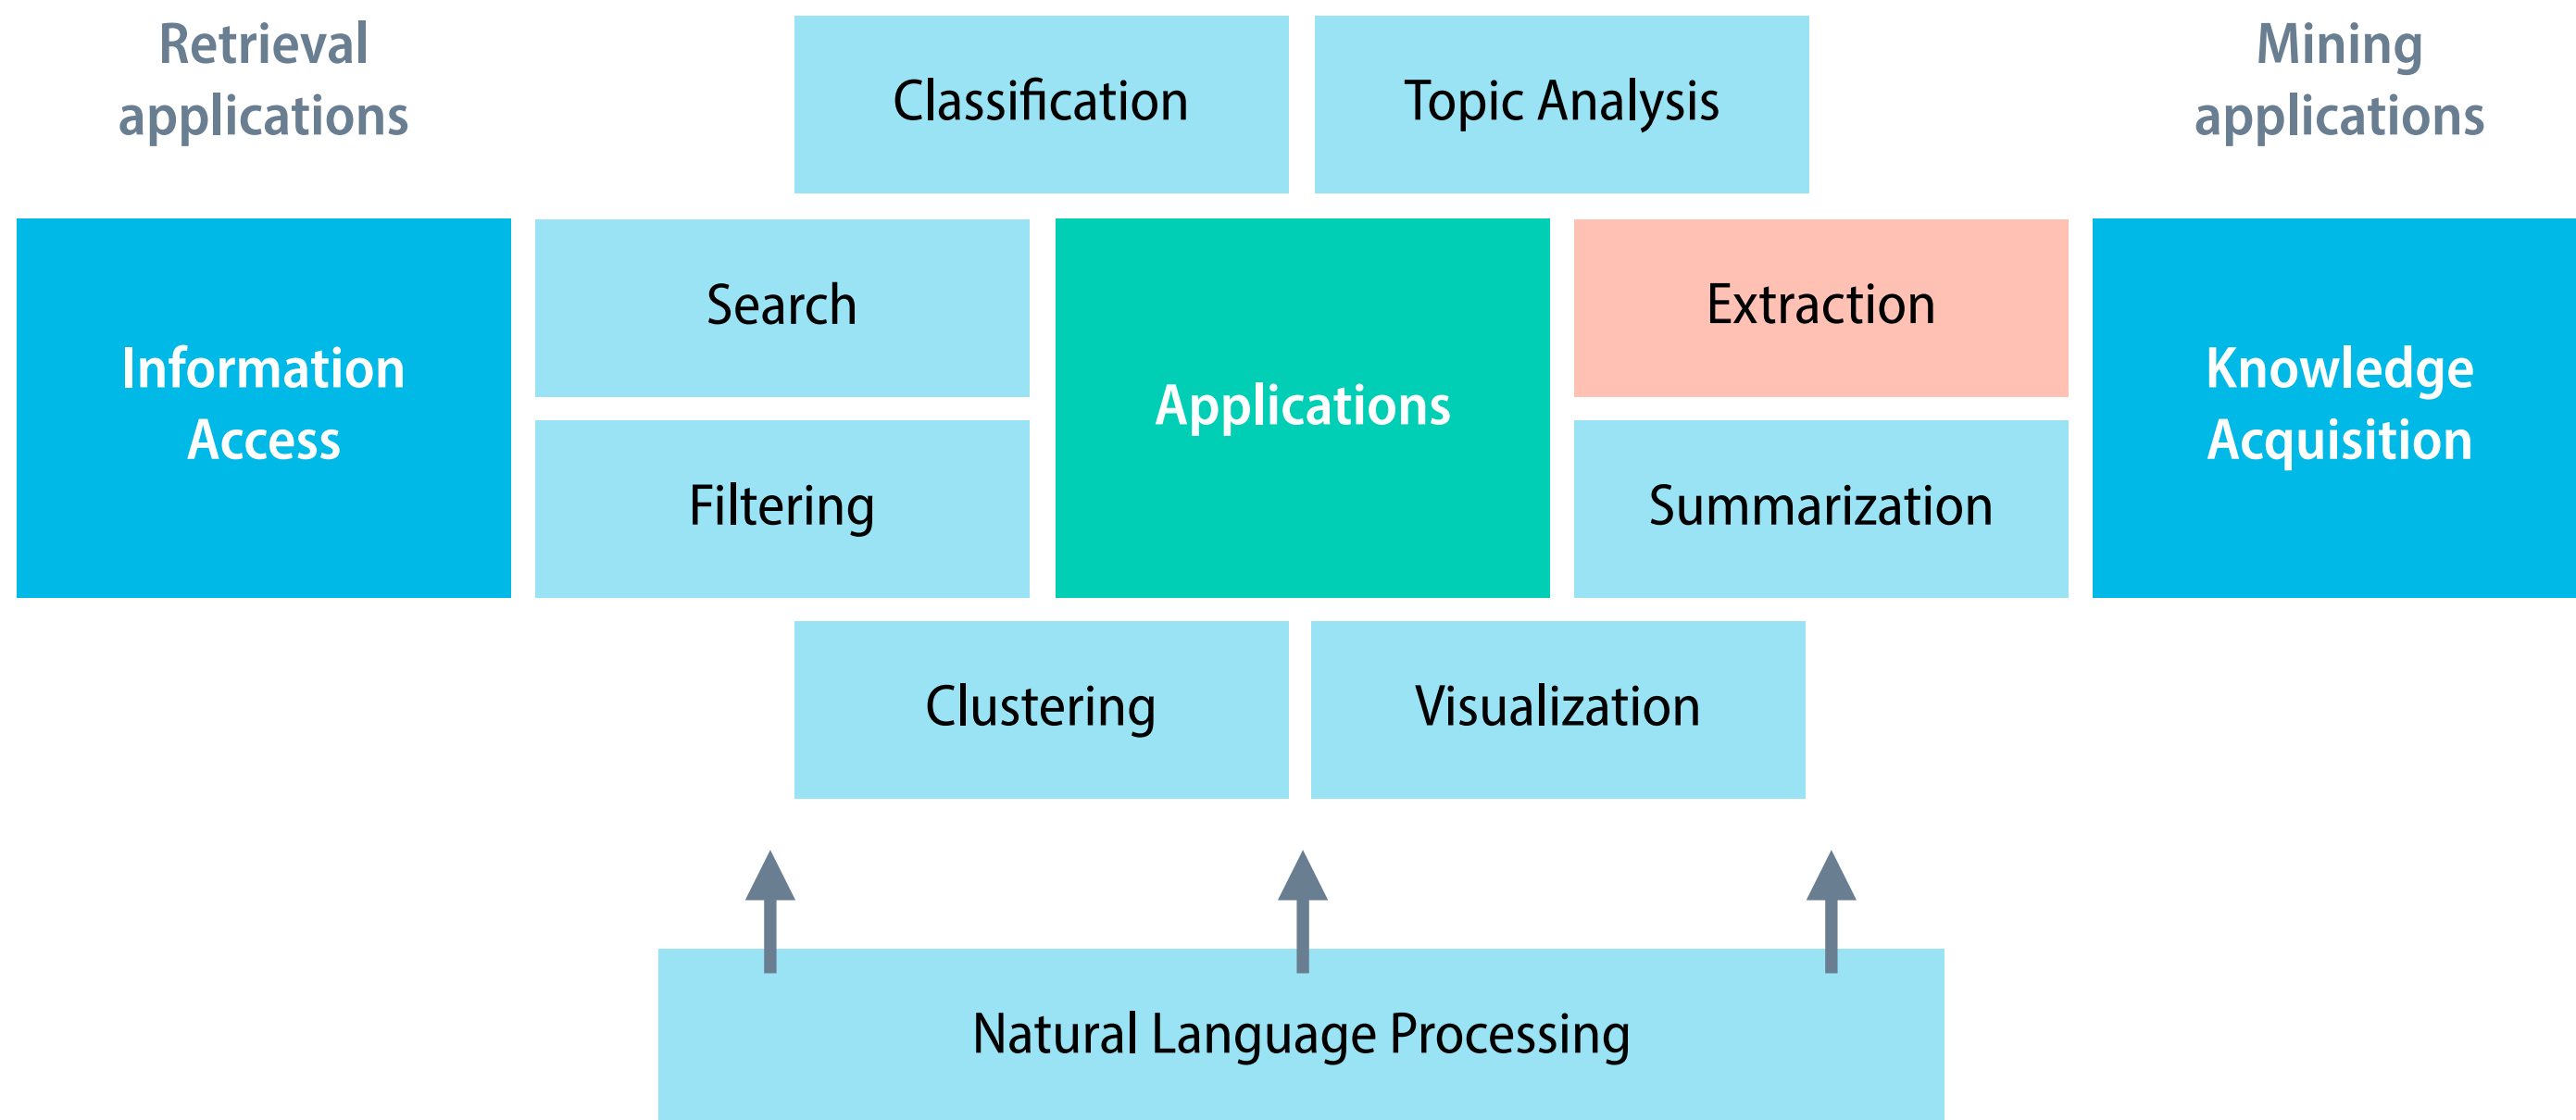 Retrieval
applications
Classification
Topic Analysis
Mining
applications
Information
Access
Search
Filtering
Applications
Extraction
Summarization
Knowledge
Acquisition
Clustering
Visualization
Natural Language Processing